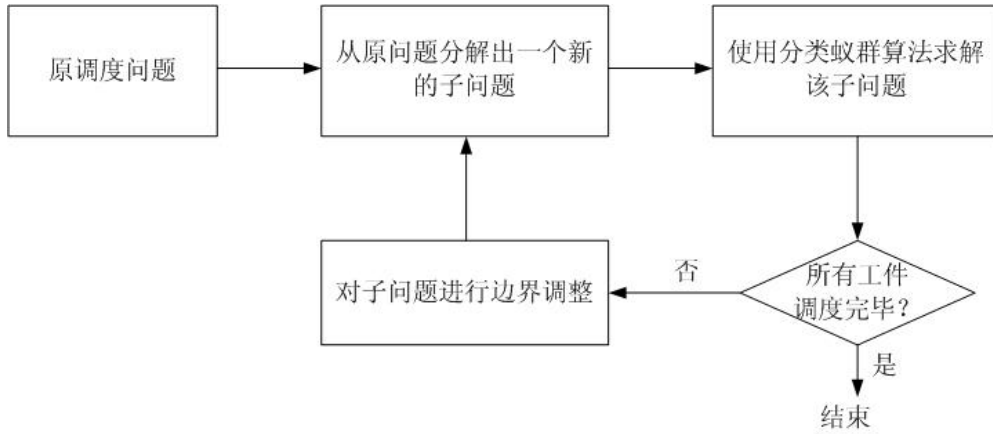 原调度问题
从原问题分解出一个新
的子问题
使用分类蚁群算法求解
该子问题
所有工件
调度完毕？
否
对子问题进行边界调整
是
结束